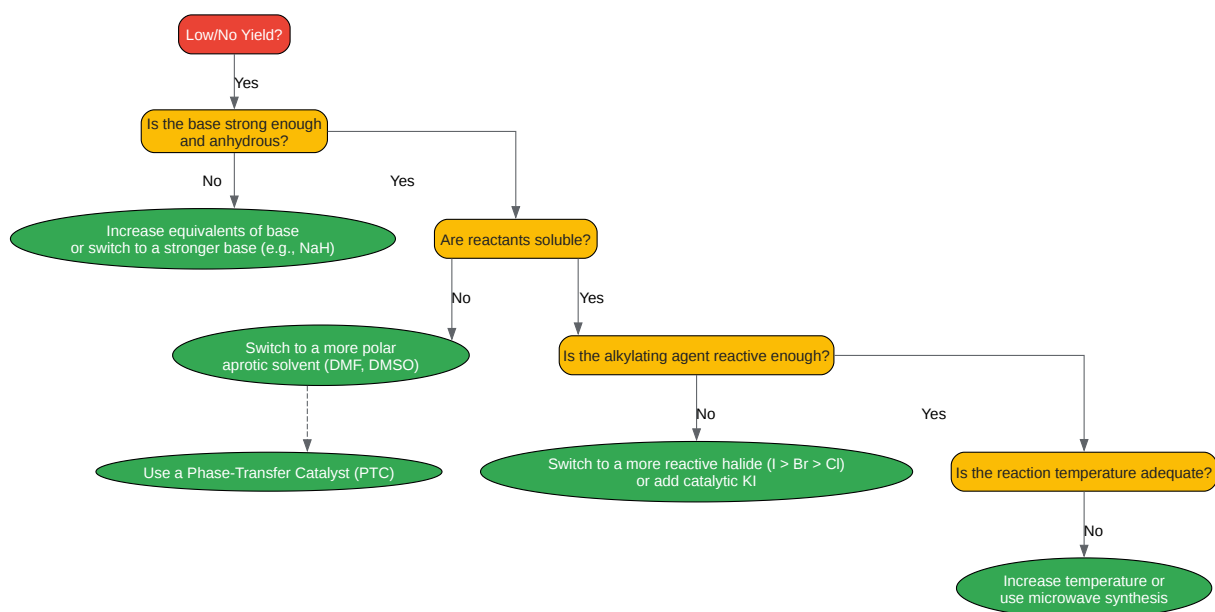 Low/No Yield?
Yes
Is the base strong enough
and anhydrous?
No
Yes
Increase equivalents of base
or switch to a stronger base (e.g., NaH)
Are reactants soluble?
No
Yes
Switch to a more polar
aprotic solvent (DMF, DMSO)
Is the alkylating agent reactive enough?
No
Yes
Use a Phase-Transfer Catalyst (PTC)
Switch to a more reactive halide (I > Br > Cl)
or add catalytic KI
Is the reaction temperature adequate?
No
Increase temperature or
use microwave synthesis